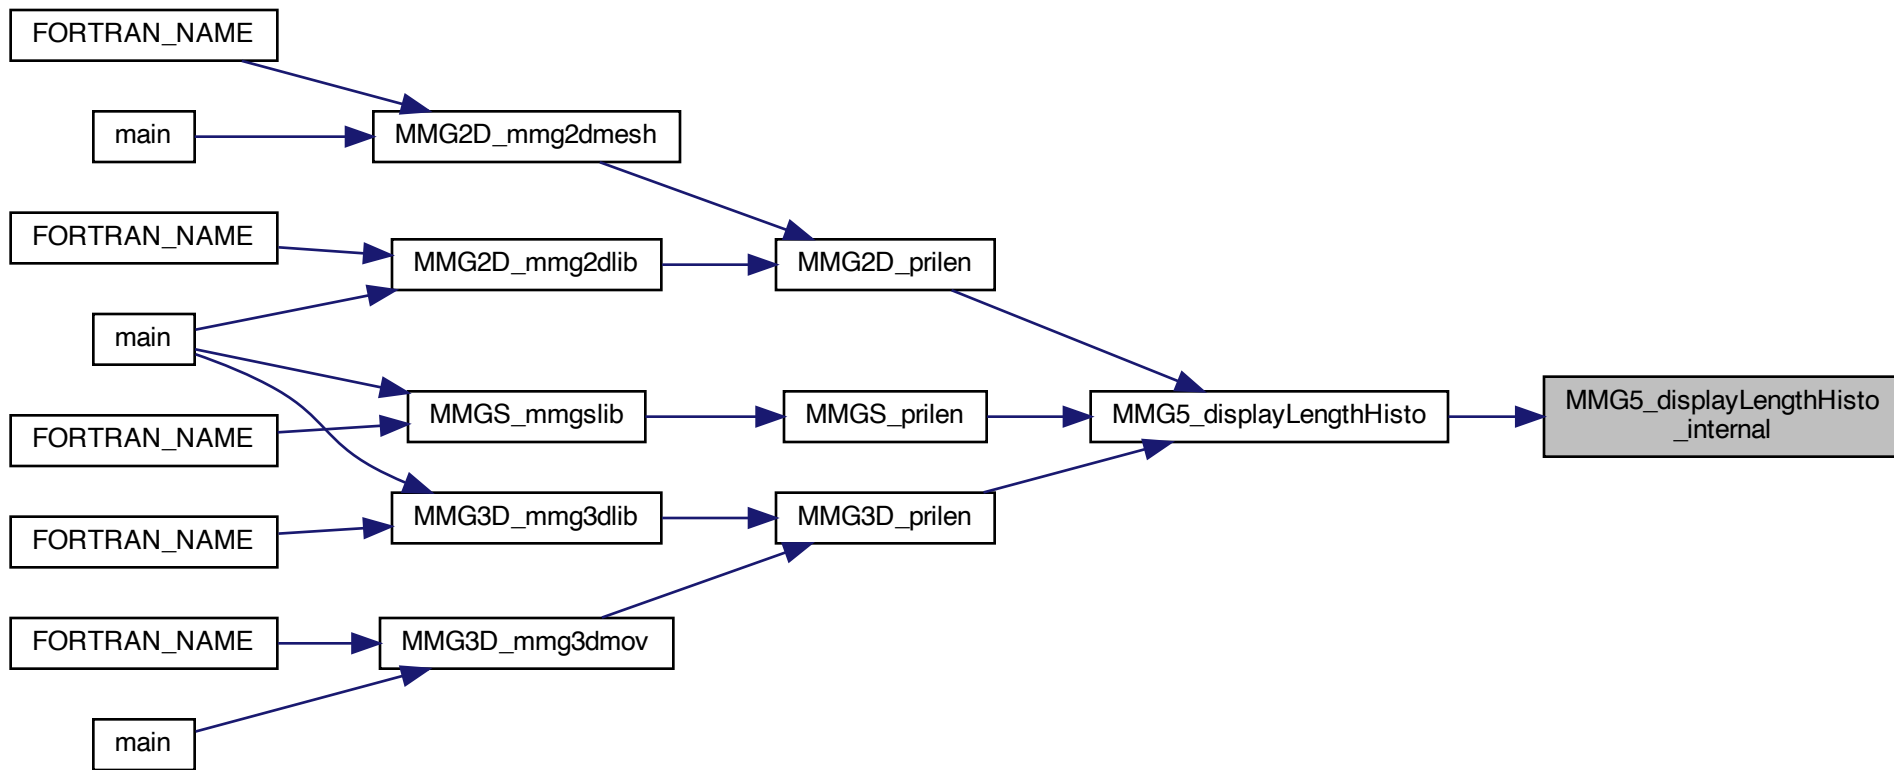 FORTRAN_NAME
main
MMG2D_mmg2dmesh
FORTRAN_NAME
MMG2D_mmg2dlib
MMG2D_prilen
main
MMGS_mmgslib
MMGS_prilen
MMG5_displayLengthHisto
MMG5_displayLengthHisto
_internal
FORTRAN_NAME
MMG3D_mmg3dlib
MMG3D_prilen
FORTRAN_NAME
FORTRAN_NAME
MMG3D_mmg3dmov
main